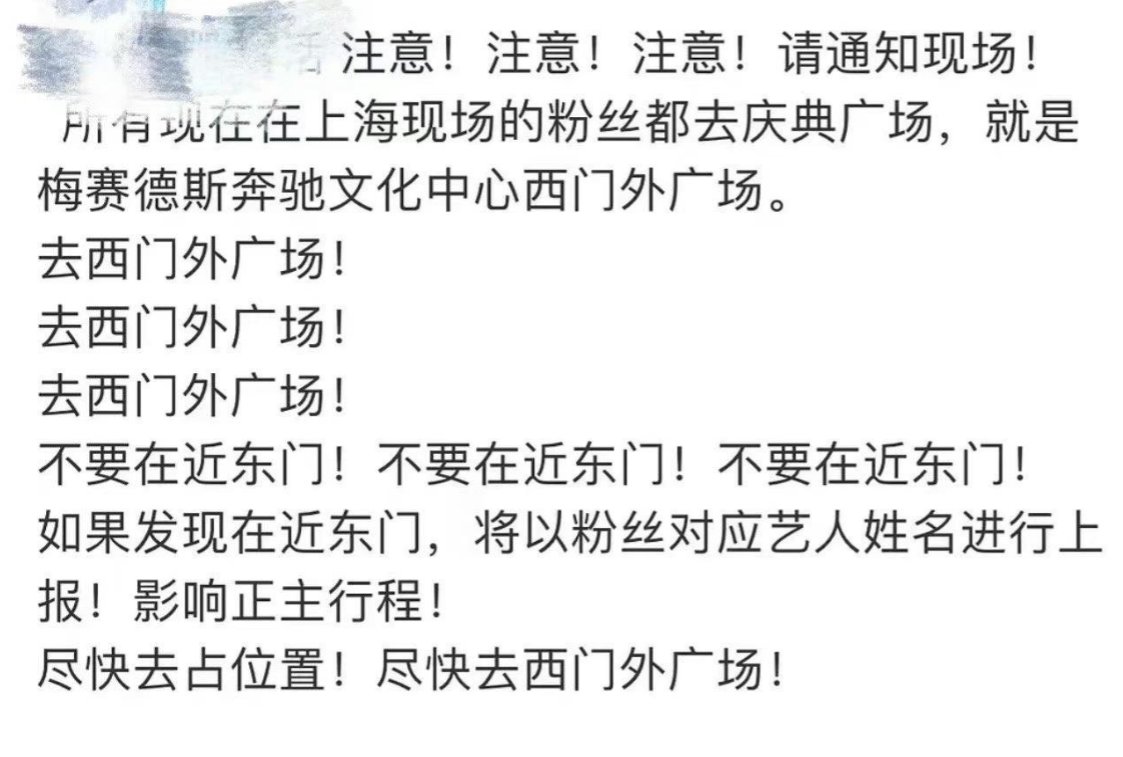 注意！注意！注意！请通知现场！
所有现在在上海现场的粉丝都去庆典广场，就是
梅赛德斯奔驰文化中心西门外广场。
去西门外广场！
去西门外广场！
去西门外广场！
不要在近东门！不要在近东门！不要在近东门！
如果发现在近东门，将以粉丝对应艺人姓名进行上
报！影响正主行程！
尽快去占位置！尽快去西门外广场！